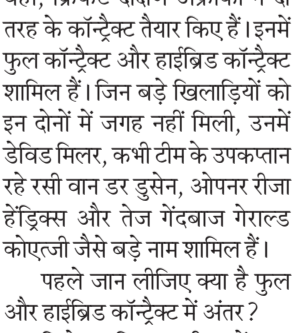 तरह के कॉन्ट्रैक्ट तैयार किए हैं। इनमें
फुल कॉन्ट्रैक्ट और हाईब्रिड कॉन्ट्रैक्ट
शामिल हैं। जिन बड़े खिलाड़ियों को
इन दोनों में जगह नहीं मिली, उनमें
डेविड मिलर, कभी टीम के उपकप्तान
रहे रसी वान डर डुसेन, ओपनर रीजा
हेंड्रिक्स और तेज गेंदबाज गेराल्ड
कोएत्जी जैसे बड़े नाम शामिल हैं।
पहले जान लीजिए क्या है फुल
और हाईब्रिड कॉन्ट्रैक्ट में अंतर?